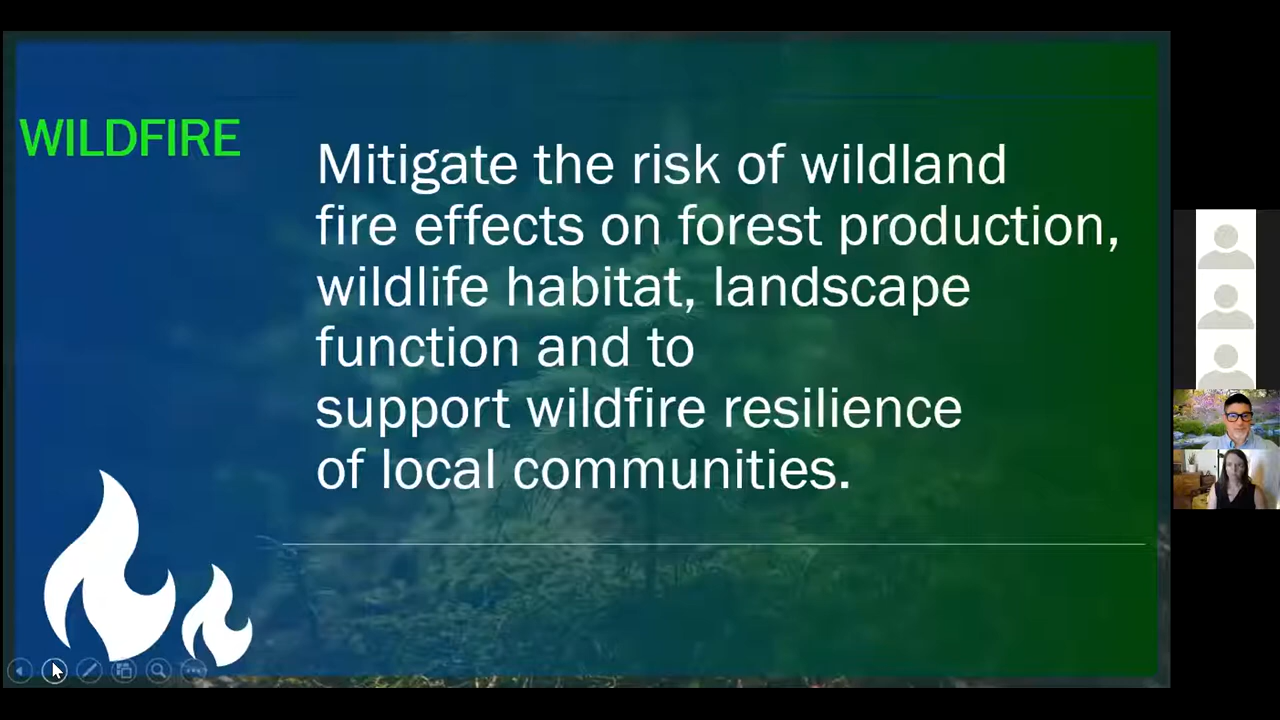 WILDFIRE
Mitigate the risk of wildland
fire effects on forest production,
wildlife habitat, landscape
function and to
support wildfire resilience
of local communities.